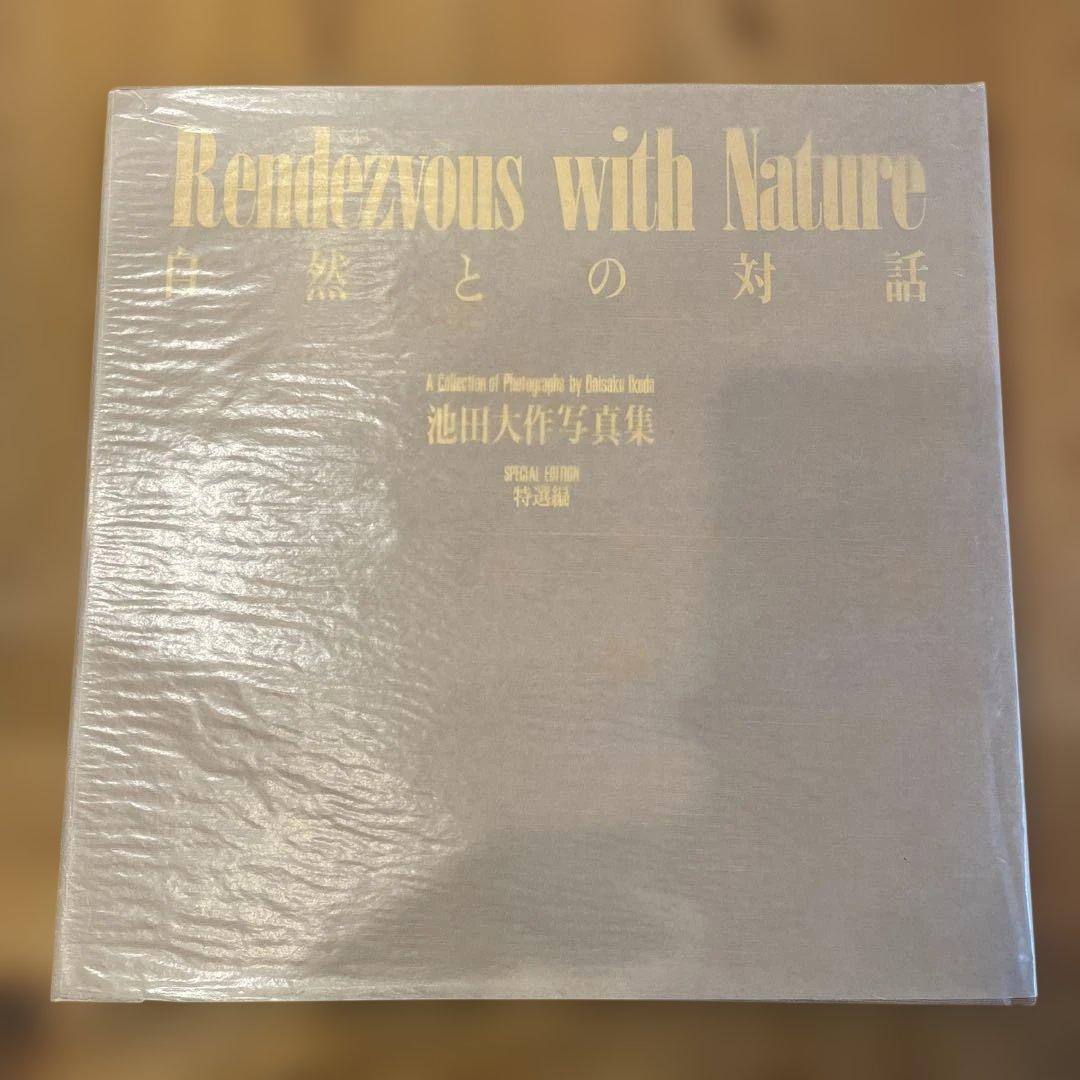 Rendezvous with Nature
自然との対話
A Collection of Photographs by Daisaku Ikeda
池田大作写真集
SPECIAL EDITION
特選編